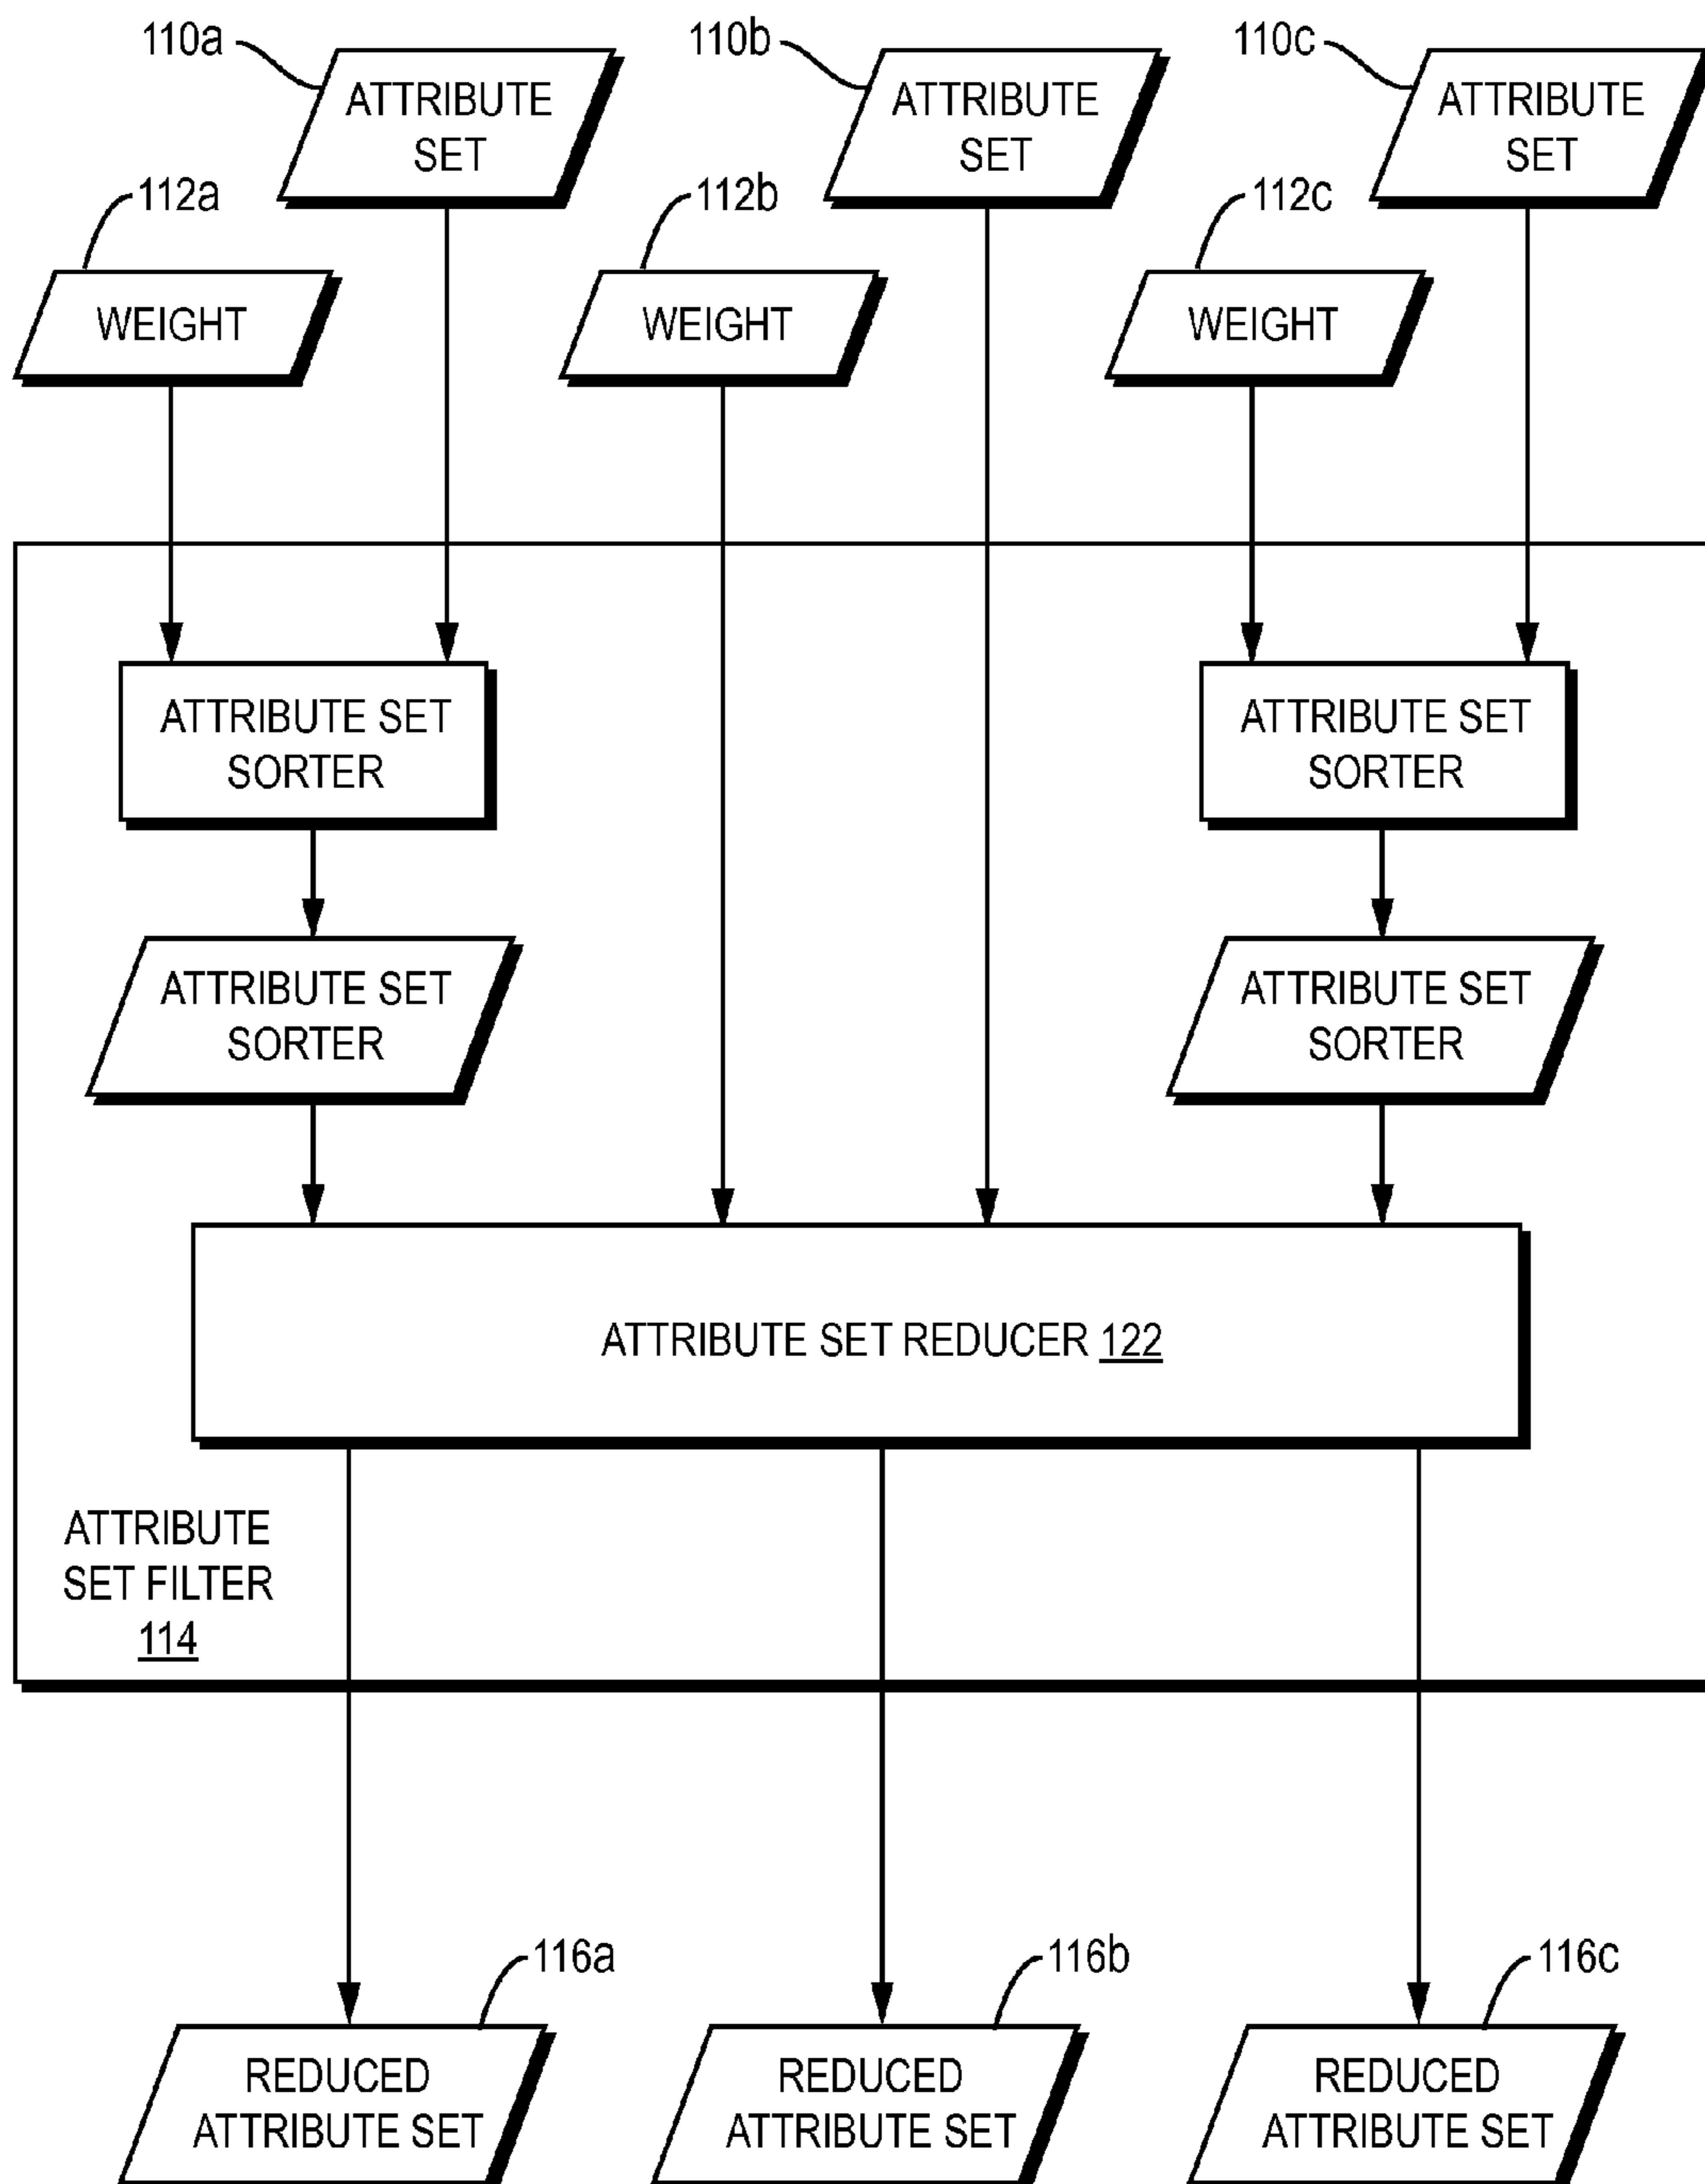 110a
110b
110c
ATTRIBUTE
SET
ATTRIBUTE
SET
ATTRIBUTE
SET
112a
112b
112c
WEIGHT
WEIGHT
WEIGHT
ATTRIBUTE SET
SORTER
ATTRIBUTE SET
SORTER
ATTRIBUTE SET
SORTER
ATTRIBUTE SET
SORTER
ATTRIBUTE SET REDUCER 122
ATTRIBUTE
SET FILTER
114
116a
116b
116c
REDUCED
ATTRIBUTE SET
REDUCED
ATTRIBUTE SET
REDUCED
ATTRIBUTE SET